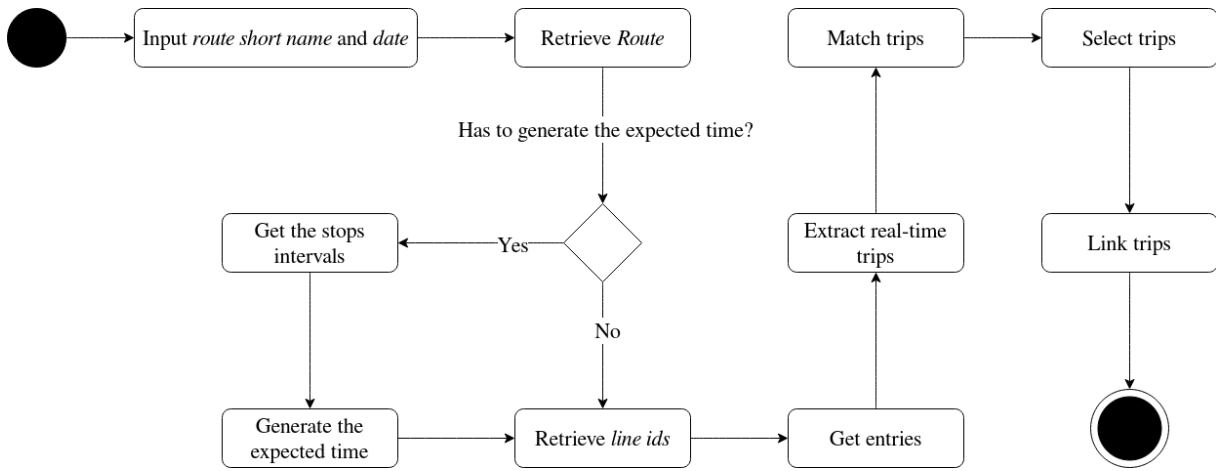 Input route short name and date
Retrieve Route
Match trips
Select trips
Has to generate the expected time?
Get the stops
intervals
Yes
Extract real-time
trips
Link trips
No
Generate the
expected time
Retrieve line ids
Get entries